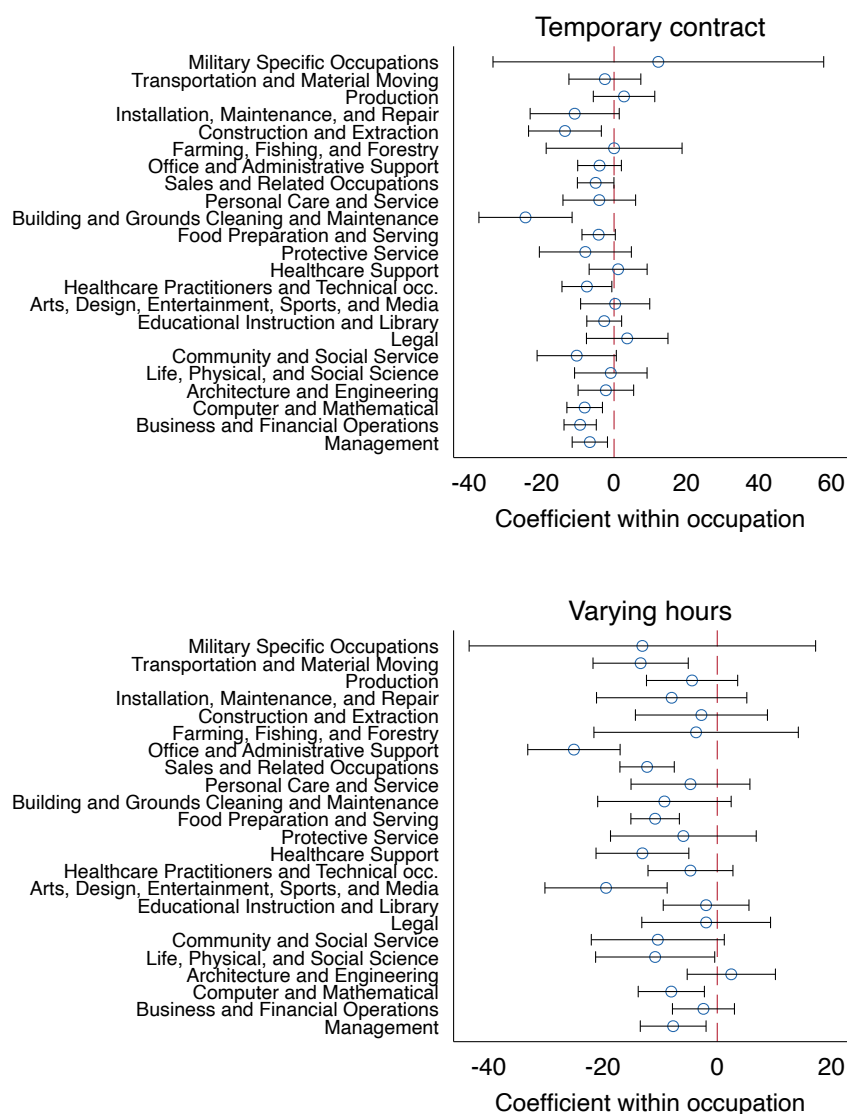 Temporary contract
Military Specific Occupations
Transportation and Material Moving
Production
Installation, Maintenance, and Repair
Construction and Extraction
Farming, Fishing, and Forestry
Office and Administrative Support
Sales and Related Occupations
Personal Care and Service
Building and Grounds Cleaning and Maintenance
Food Preparation and Serving
Protective Service
Healthcare Support
Healthcare Practitioners and Technical occ.
Arts, Design, Entertainment, Sports, and Media
Educational Instruction and Library
Legal
Community and Social Service
Life, Physical, and Social Science
Architecture and Engineering
Computer and Mathematical
Business and Financial Operations
Management
-40 -20 0 20 40 60
Coefficient within occupation
Varying hours
Military Specific Occupations
Transportation and Material Moving
Production
Installation, Maintenance, and Repair
Construction and Extraction
Farming, Fishing, and Forestry
Office and Administrative Support
Sales and Related Occupations
Personal Care and Service
Building and Grounds Cleaning and Maintenance
Food Preparation and Serving
Protective Service
Healthcare Support
Healthcare Practitioners and Technical occ.
Arts, Design, Entertainment, Sports, and Media
Educational Instruction and Library
Legal
Community and Social Service
Life, Physical, and Social Science
Architecture and Engineering
Computer and Mathematical
Business and Financial Operations
Management
-40 -20 0 20
Coefficient within occupation